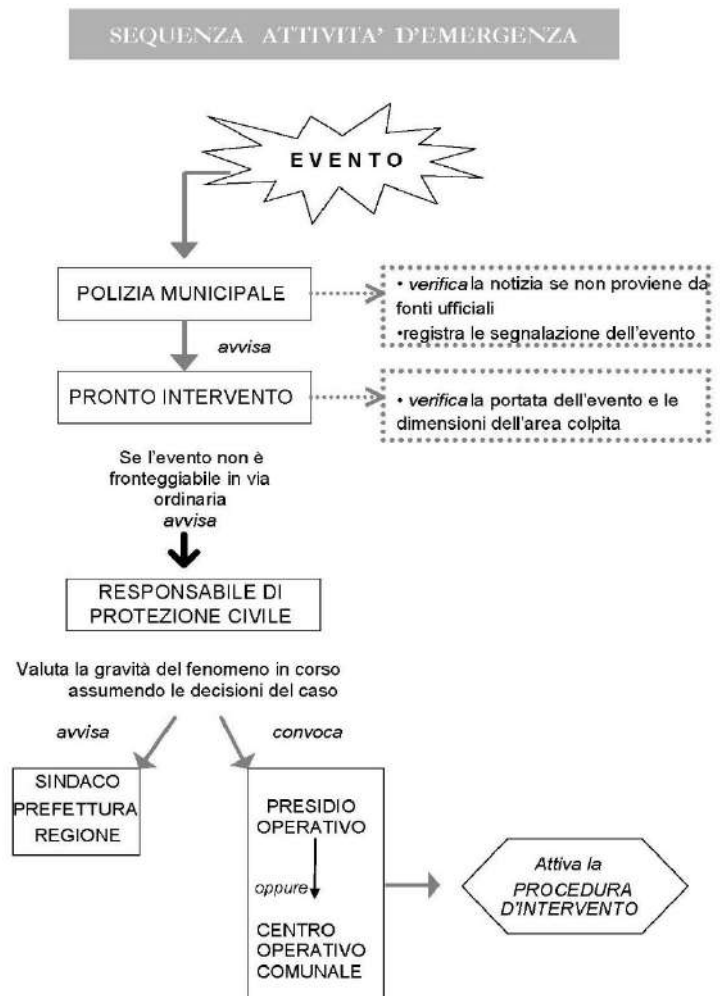 SEQUENZA ATTIVITA' D'EMERGENZA
EVENTO
POLIZIA MUNICIPALE
• verifica la notizia se non proviene da
fonti ufficiali
•registra le segnalazione dell'evento
avvisa
PRONTO INTERVENTO
• verifica la portata dell'evento e le
dimensioni dell'area colpita
Se l'evento non è
fronteggiabile in via
ordinaria
avvisa
RESPONSABILE DI
PROTEZIONE CIVILE
Valuta la gravità del fenomeno in corso
assumendo le decisioni del caso
avvisa
convoca
SINDACO
PREFETTURA
REGIONE
PRESIDIO
OPERATIVO
oppure
CENTRO
OPERATIVO
COMUNALE
Attiva la
PROCEDURA
D'INTERVENTO